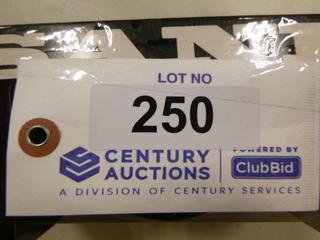 LOT NO
250
CENTURY AUCTIONS
POWERED BY
ClubBid
A DIVISION OF CENTURY SERVICES